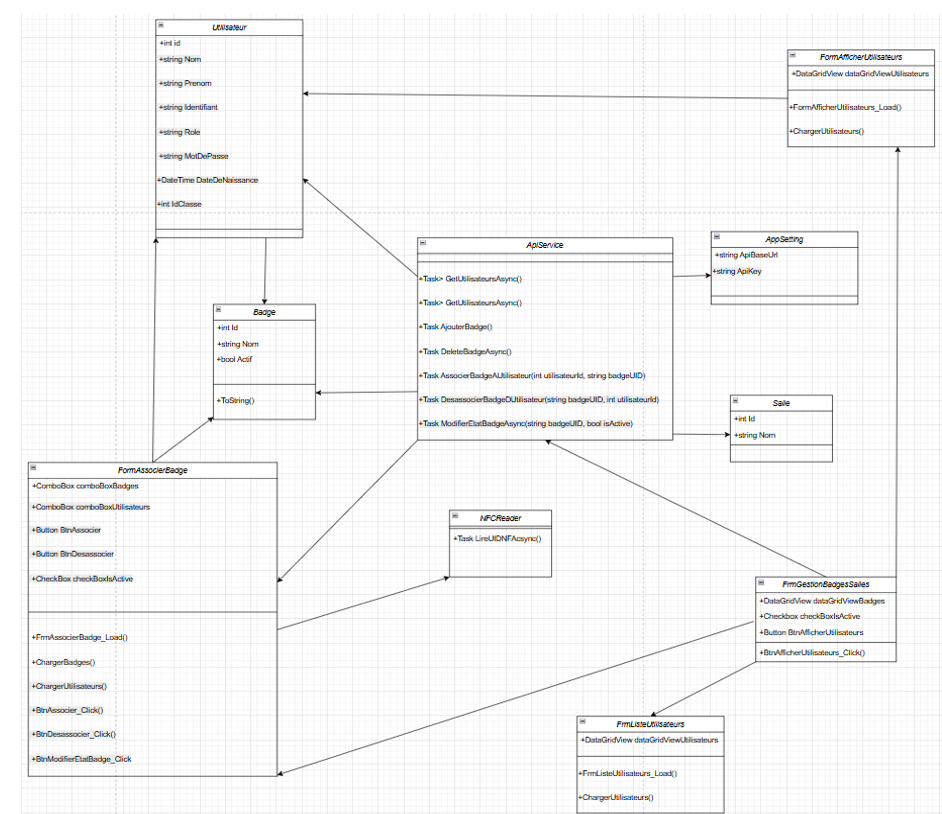 Utilisateur
+int id
+string Nom
+string Prenom
+string Identifiant
+string Role
+string MotDePasse
+DateTime DateDeNaissance
+int IdClasse
FormAfficherUtilisateurs
+DataGridView dataGridViewUtilisateurs
+FormAfficherUtilisateurs_Load()
+ChargerUtilisateurs()
ApiService
+Task> GetUtilisateursAsync()
+Task> GetUtilisateursAsync()
+Task AjouterBadge()
+Task DeleteBadgeAsync()
+Task AssocierBadgeAUtilisateur(int utilisateurId, string badgeUID)
+Task DesassocierBadgeDUtilisateur(string badgeUID, int utilisateurId)
+Task ModifierEtatBadgeAsync(string badgeUID, bool isActive)
AppSetting
+string ApiBaseUrl
+string ApiKey
Badge
+int Id
+string Nom
+bool Actif
+ToString()
Salle
+int Id
+string Nom
FormAssocierBadge
+ComboBox comboBoxBadges
+ComboBox comboBoxUtilisateurs
+Button BtnAssocier
+Button BtnDesassocier
+CheckBox checkBoxIsActive
+FrmAssocierBadge_Load()
+ChargerBadges()
+ChargerUtilisateurs()
+BtnAssocier_Click()
+BtnDesassocier_Click()
+BtnModifierEtatBadge_Click
NFCReader
+Task LireUIDNFAcsync()
FrmGestionBadgesSalles
+DataGridView dataGridViewBadges
+Checkbox checkBoxIsActive
+Button BtnAfficherUtilisateurs
+BtnAfficherUtilisateurs_Click()
FrmListeUtilisateurs
+DataGridView dataGridViewUtilisateurs
+FrmListeUtilisateurs_Load()
+ChargerUtilisateurs()